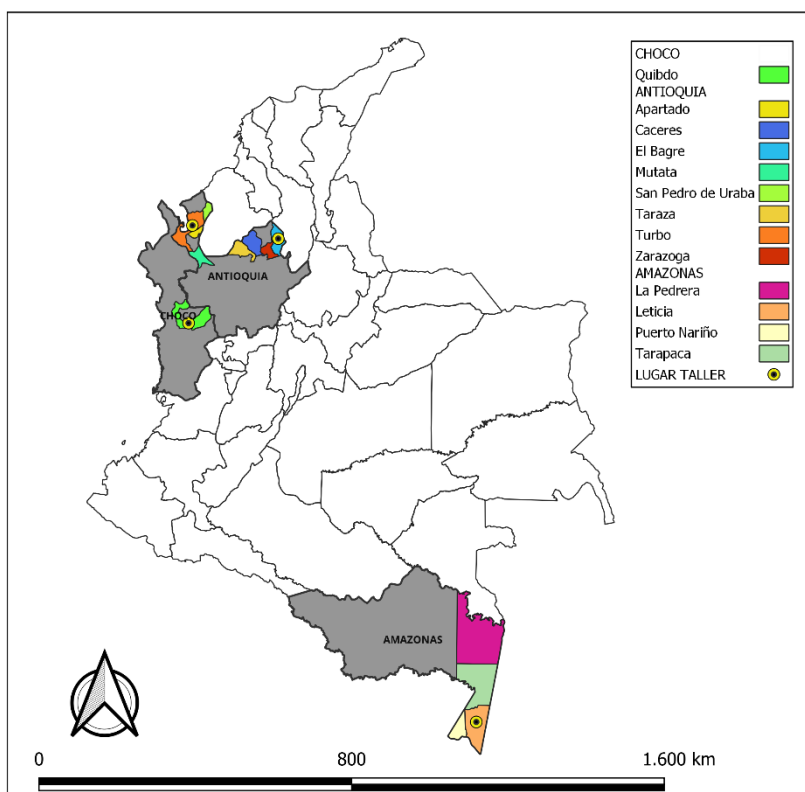 CHOCO
Quibdo
ANTIOQUIA
Apartado
Caceres
El Bagre
Mutata
San Pedro de Uraba
Taraza
Turbo
Zarazoga
AMAZONAS
La Pedrera
Leticia
Puerto Nariño
Tarapaca
LUGAR TALLER
ANTIOQUIA
CHOCO
AMAZONAS
0 800 1.600 km